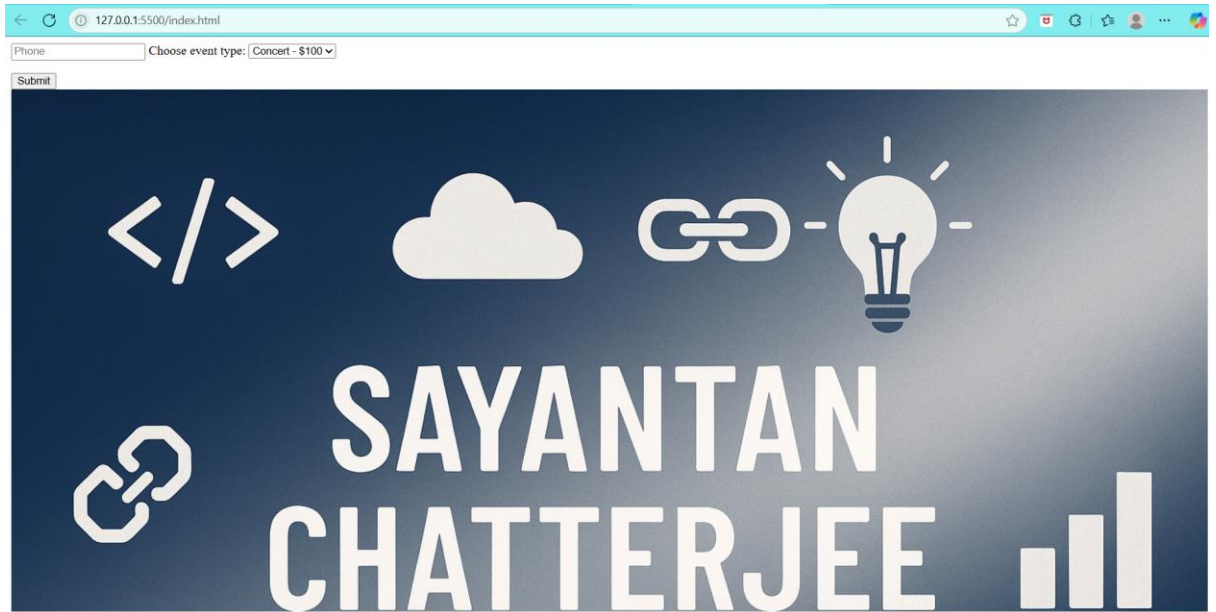 127.0.0.1:5500/index.html
Phone Choose event type: Concert - $100
Submit
</>
SAYANTAN
CHATTERJEE